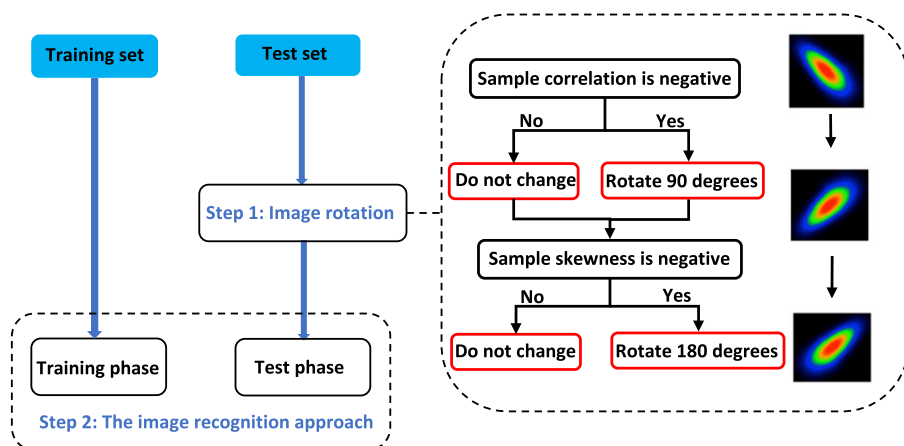 Training set
Test set
Sample correlation is negative
No
Yes
Do not change
Rotate 90 degrees
Step 1: Image rotation
Sample skewness is negative
No
Yes
Do not change
Rotate 180 degrees
Training phase
Test phase
Step 2: The image recognition approach